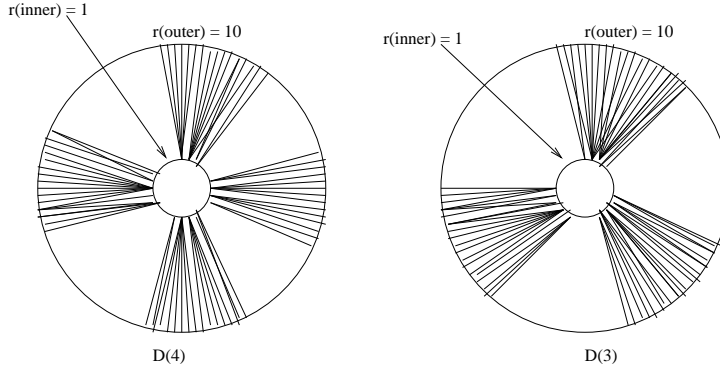 r(inner) = 1
r(outer) = 10
D(4)
r(inner) = 1
r(outer) = 10
D(3)